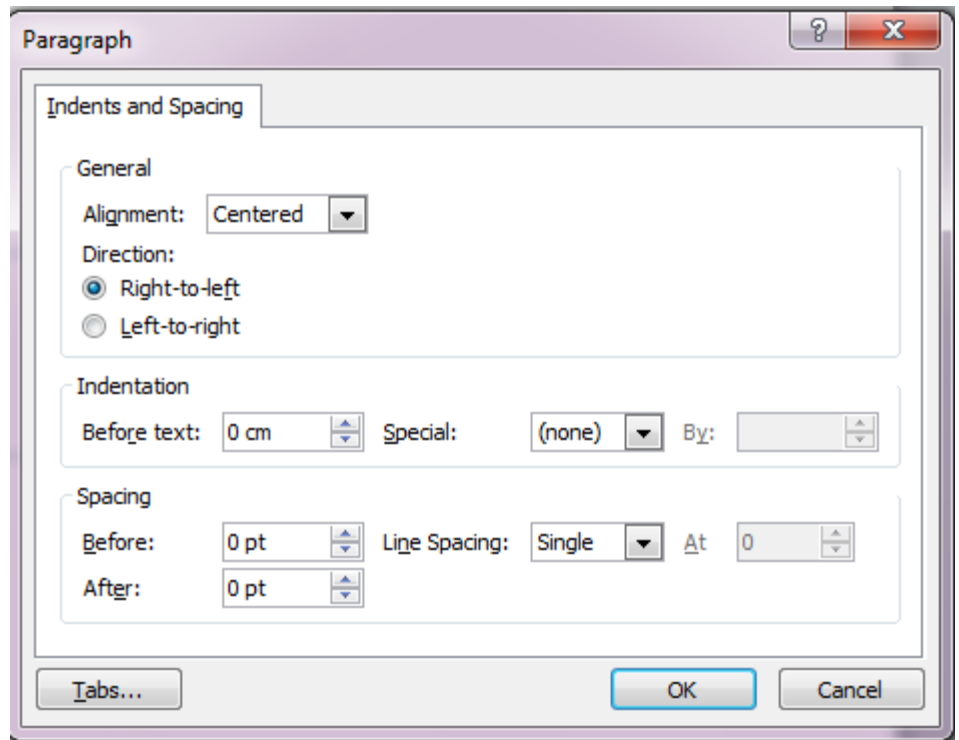 Paragraph
Indents and Spacing
General
Alignment: Centered
Direction:
Right-to-left
Left-to-right
Indentation
Before text: 0 cm Special: (none) By:
Spacing
Before: 0 pt Line Spacing: Single At 0
After: 0 pt
Tabs... OK Cancel